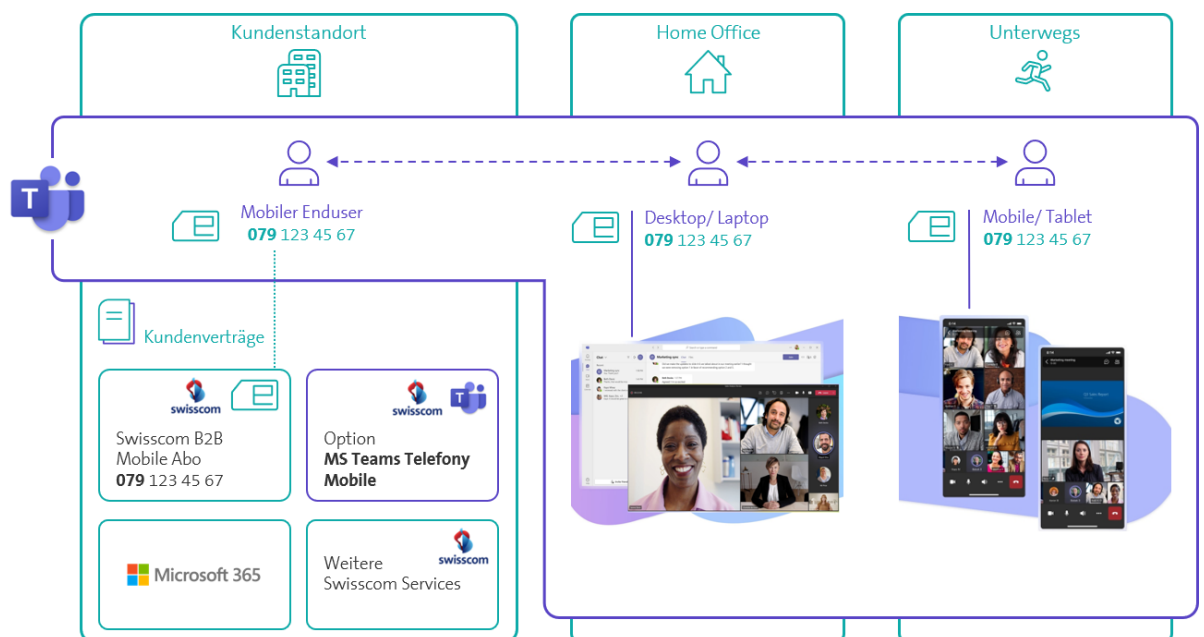 Kundenstandort
Home Office
Unterwegs
T
Mobiler Enduser
079 123 45 67
Desktop/ Laptop
079 123 45 67
Mobile/ Tablet
079 123 45 67
Kundenverträge
swisscom
Swisscom B2B
Mobile Abo
079 123 45 67
swisscom
T
Option
MS Teams Telefony
Mobile
Microsoft 365
swisscom
Weitere
Swisscom Services